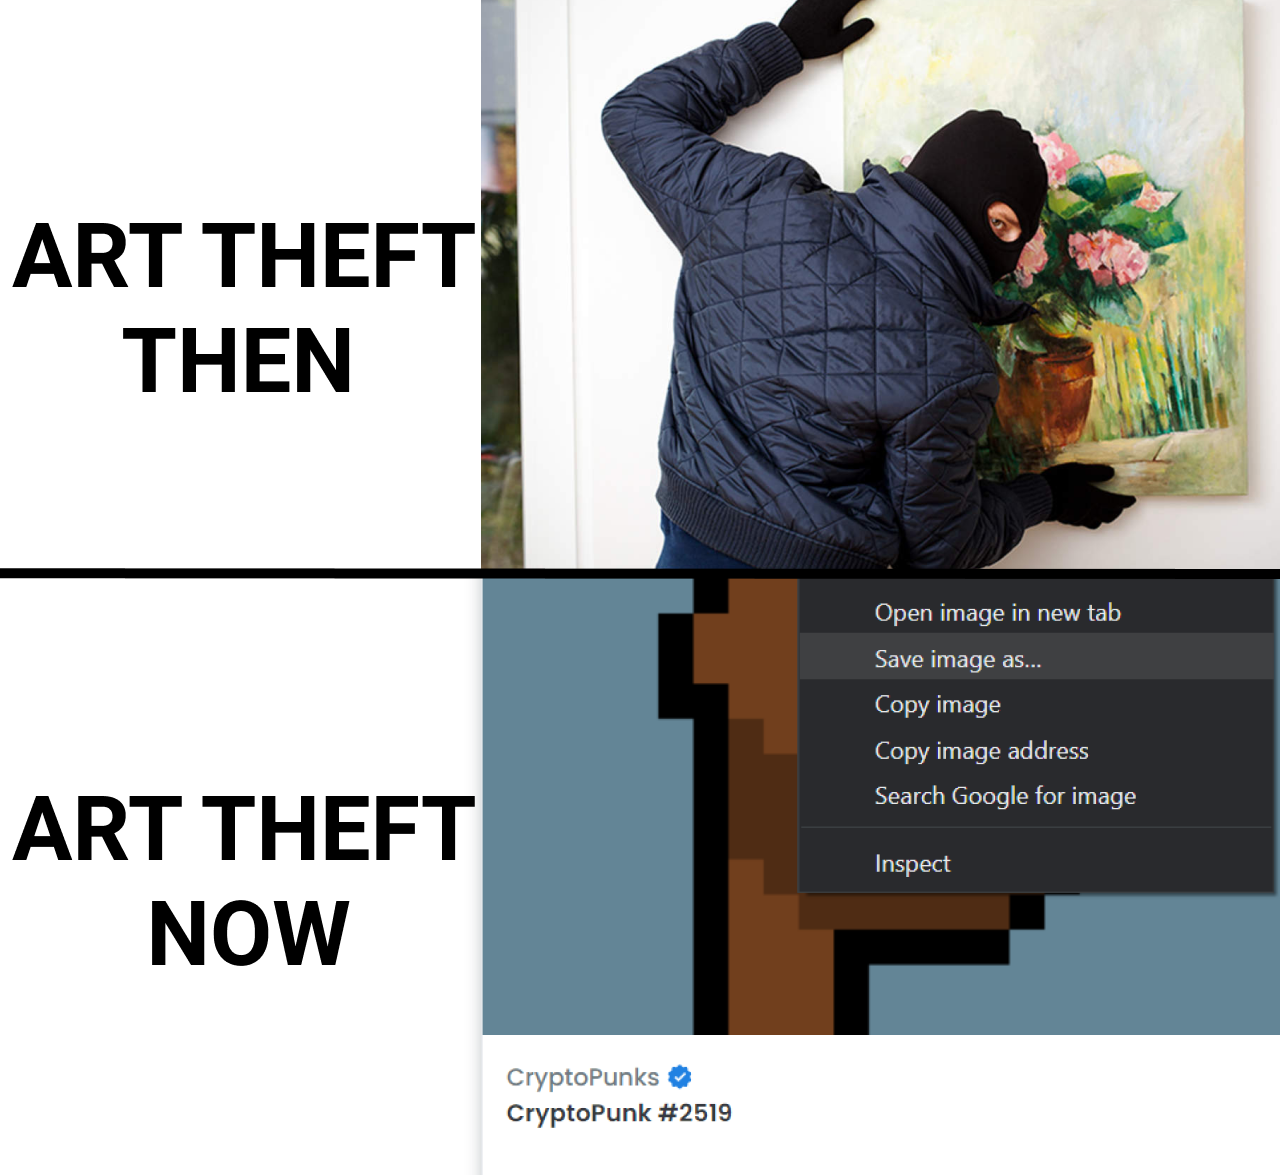 ART THEFT
THEN
Open image in new tab
Save image as...
Copy image
Copy image address
Search Google for image
Inspect
ART THEFT
NOW
CryptoPunks
CryptoPunk #2519